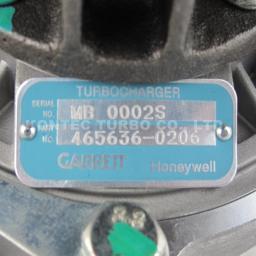 TURBOCHARGER
SERIAL NO. MB 0002S
KONTEC TURBO CO., LTD
PART NO. 465636-0206
GARRETT Honeywell